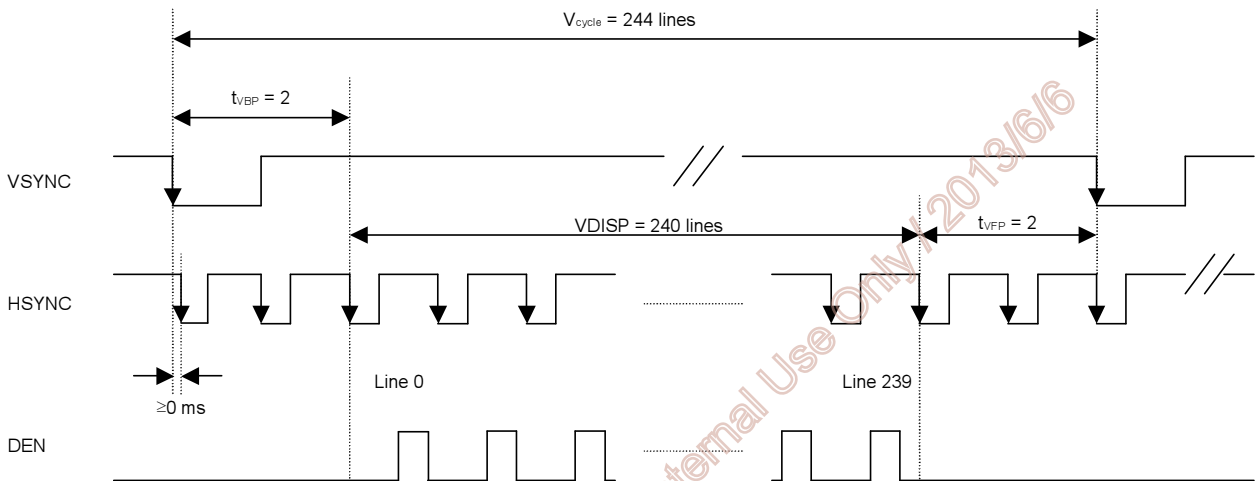 Vcycle = 244 lines
tVBP = 2
VSYNC
VDISP = 240 lines
tVFP = 2
HSYNC
Line 0
Line 239
≥0 ms
DEN
ternal Use Only / 2013/6/6